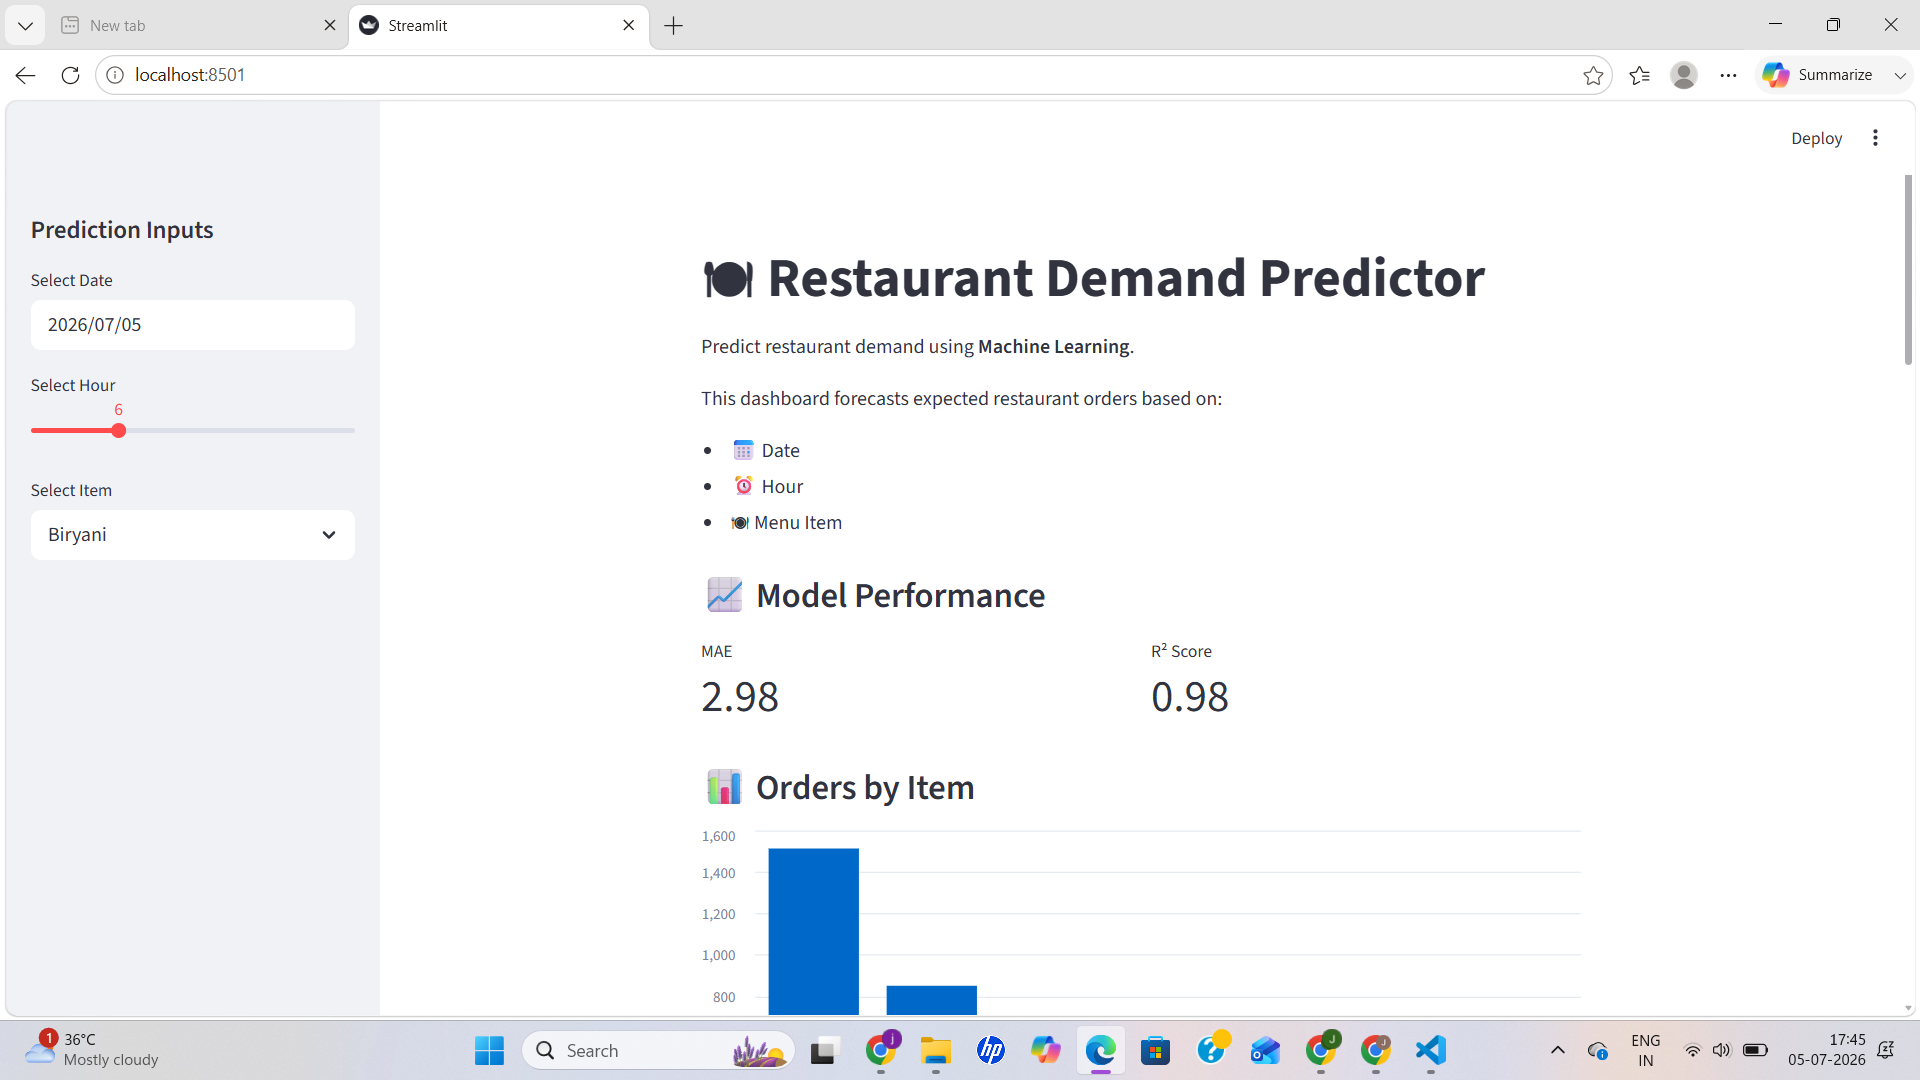 New tab
Streamlit
localhost:8501
Summarize
Deploy
Prediction Inputs
Select Date
2026/07/05
Select Hour
6
Select Item
Biryani
🍽️ Restaurant Demand Predictor
Predict restaurant demand using Machine Learning.
This dashboard forecasts expected restaurant orders based on:
• 📅 Date
• ⏰ Hour
• 🍽️ Menu Item
📈 Model Performance
MAE
2.98
R² Score
0.98
📊 Orders by Item
1,600
1,400
1,200
1,000
800
1
36°C
Mostly cloudy
Search
j
hp
J
J
ENG
IN
17:45
05-07-2026